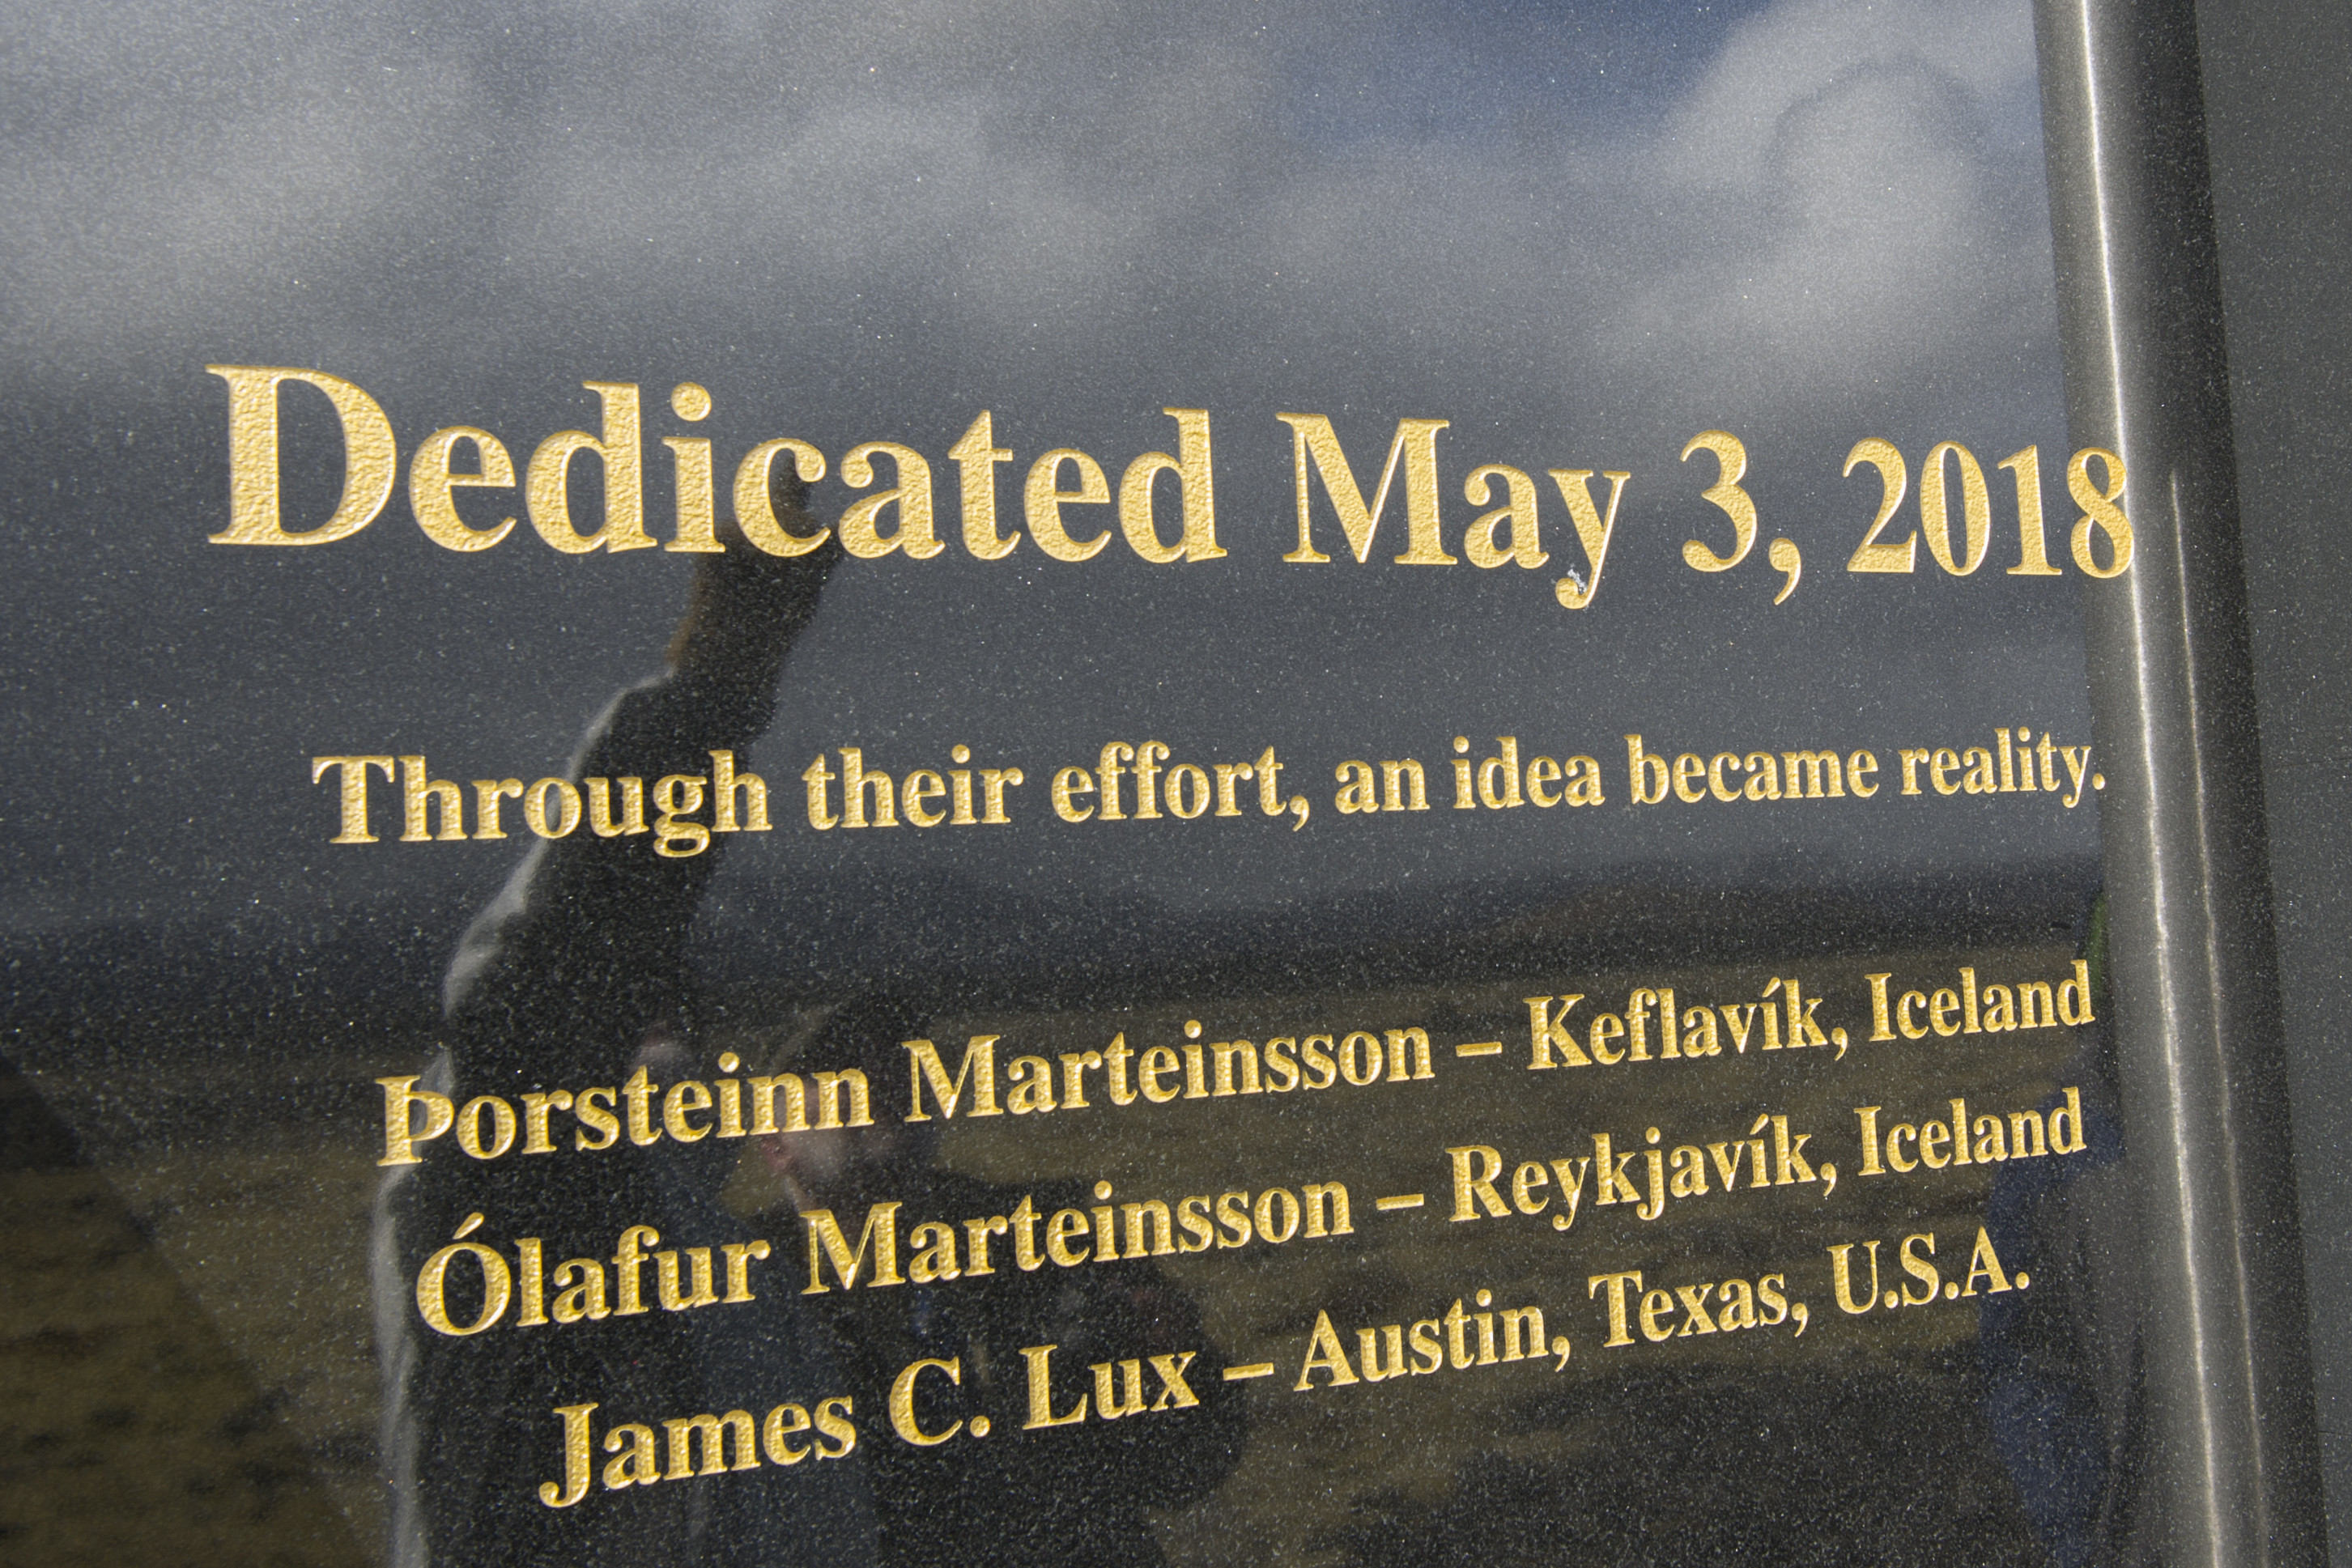 Dedicated May 3, 2018
Through their effort, an idea became reality.
Þorsteinn Marteinsson – Keflavík, Iceland
Ólafur Marteinsson – Reykjavík, Iceland
James C. Lux – Austin, Texas, U.S.A.